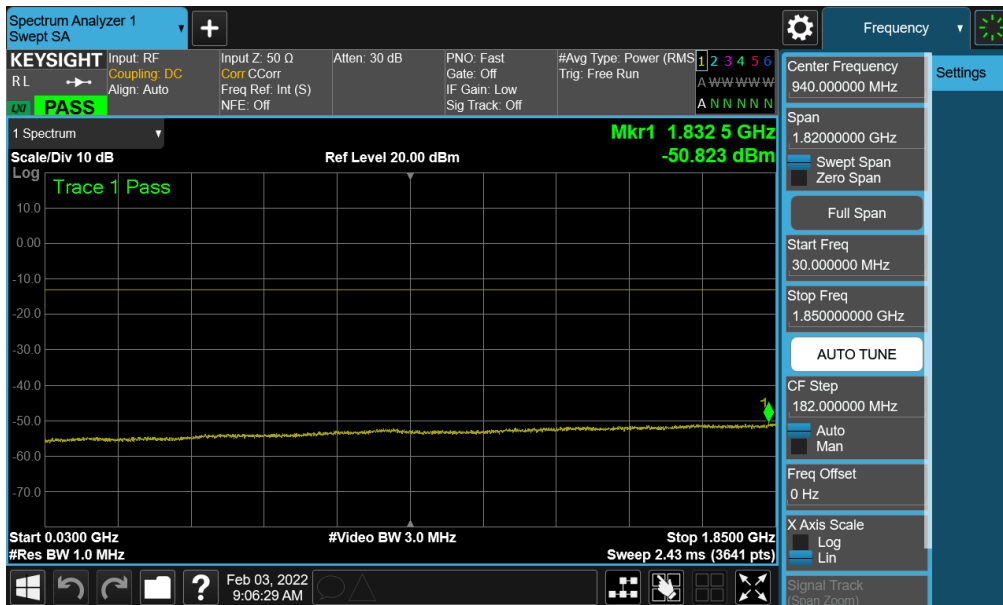 Spectrum Analyzer 1
Swept SA
Frequency
KEYSIGHT
RL
LXI PASS
Input: RF
Coupling: DC
Align: Auto
Input Z: 50 Ω
Corr CCorr
Freq Ref: Int (S)
NFE: Off
Atten: 30 dB
PNO: Fast
Gate: Off
IF Gain: Low
Sig Track: Off
#Avg Type: Power (RMS
Trig: Free Run
1 2 3 4 5 6
A W W W W W
A N N N N N
1 Spectrum
Scale/Div 10 dB
Ref Level 20.00 dBm
Mkr1 1.832 5 GHz
-50.823 dBm
Log
Trace 1 Pass
10.0
0.00
-10.0
-20.0
-30.0
-40.0
-50.0
-60.0
-70.0
1
Start 0.0300 GHz
#Res BW 1.0 MHz
#Video BW 3.0 MHz
Stop 1.8500 GHz
Sweep 2.43 ms (3641 pts)
?
Feb 03, 2022
9:06:29 AM
Center Frequency
940.000000 MHz
Span
1.82000000 GHz
Swept Span
Zero Span
Full Span
Start Freq
30.000000 MHz
Stop Freq
1.850000000 GHz
AUTO TUNE
CF Step
182.000000 MHz
Auto
Man
Freq Offset
0 Hz
X Axis Scale
Log
Lin
Signal Track
(Span Zoom)
Settings